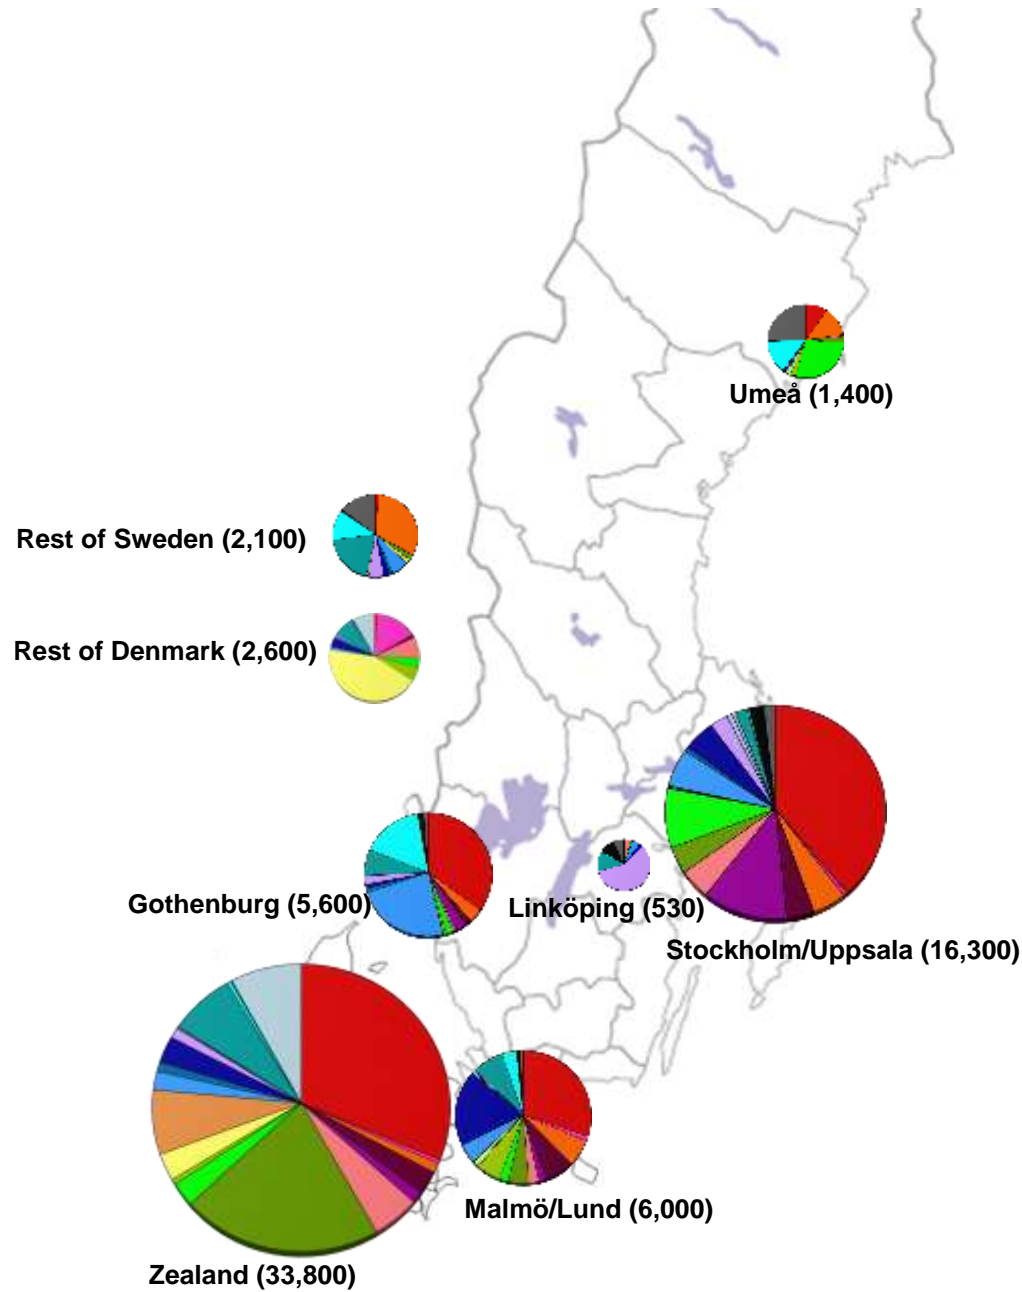 Umeå (1,400)
Rest of Sweden (2,100)
Rest of Denmark (2,600)
Gothenburg (5,600)
Linköping (530)
Stockholm/Uppsala (16,300)
Malmö/Lund (6,000)
Zealand (33,800)